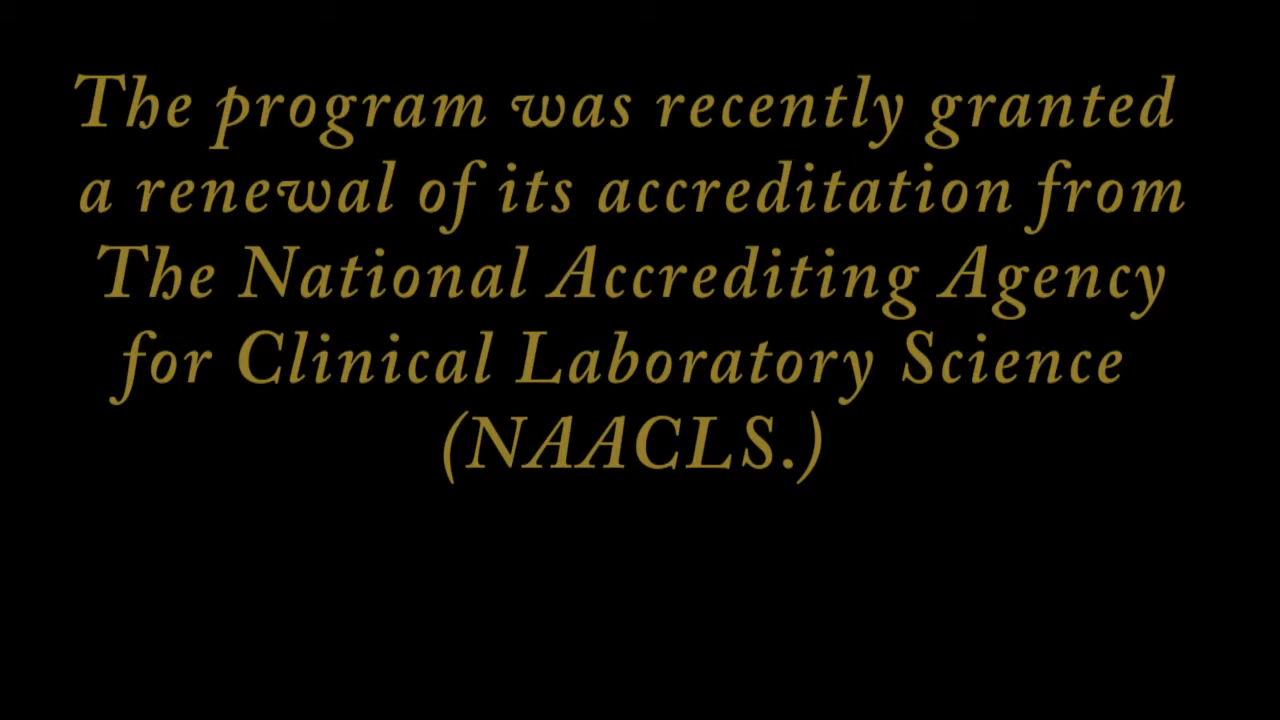 The program was recently granted
a renewal of its accreditation from
The National Accrediting Agency
for Clinical Laboratory Science
(NAACLS.)